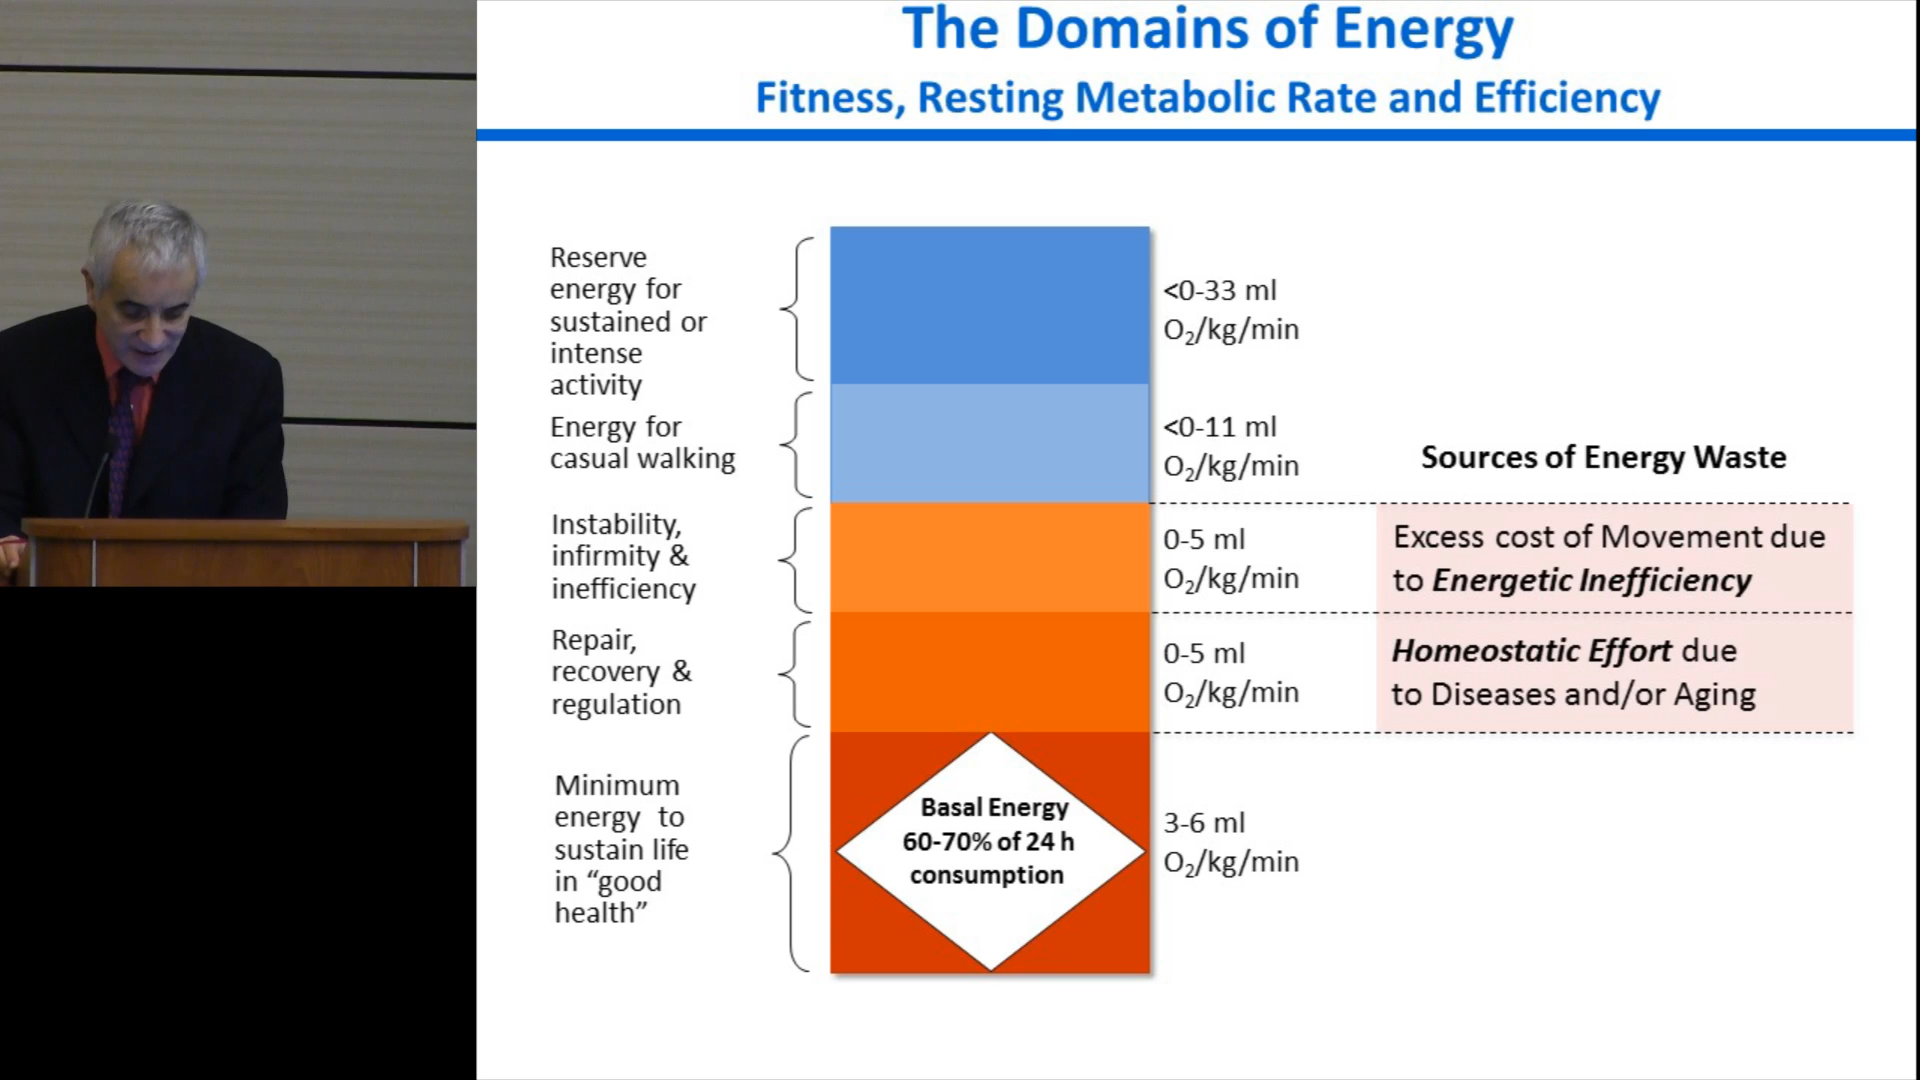 The Domains of Energy
Fitness, Resting Metabolic Rate and Efficiency
Reserve
energy for
sustained or
intense
activity
<0-33 ml
O₂/kg/min
Energy for
casual walking
<0-11 ml
O₂/kg/min
Sources of Energy Waste
Instability,
infirmity &
inefficiency
0-5 ml
O₂/kg/min
Excess cost of Movement due
to Energetic Inefficiency
Repair,
recovery &
regulation
0-5 ml
O₂/kg/min
Homeostatic Effort due
to Diseases and/or Aging
Minimum
energy to
sustain life
in “good
health”
Basal Energy
60-70% of 24 h
consumption
3-6 ml
O₂/kg/min